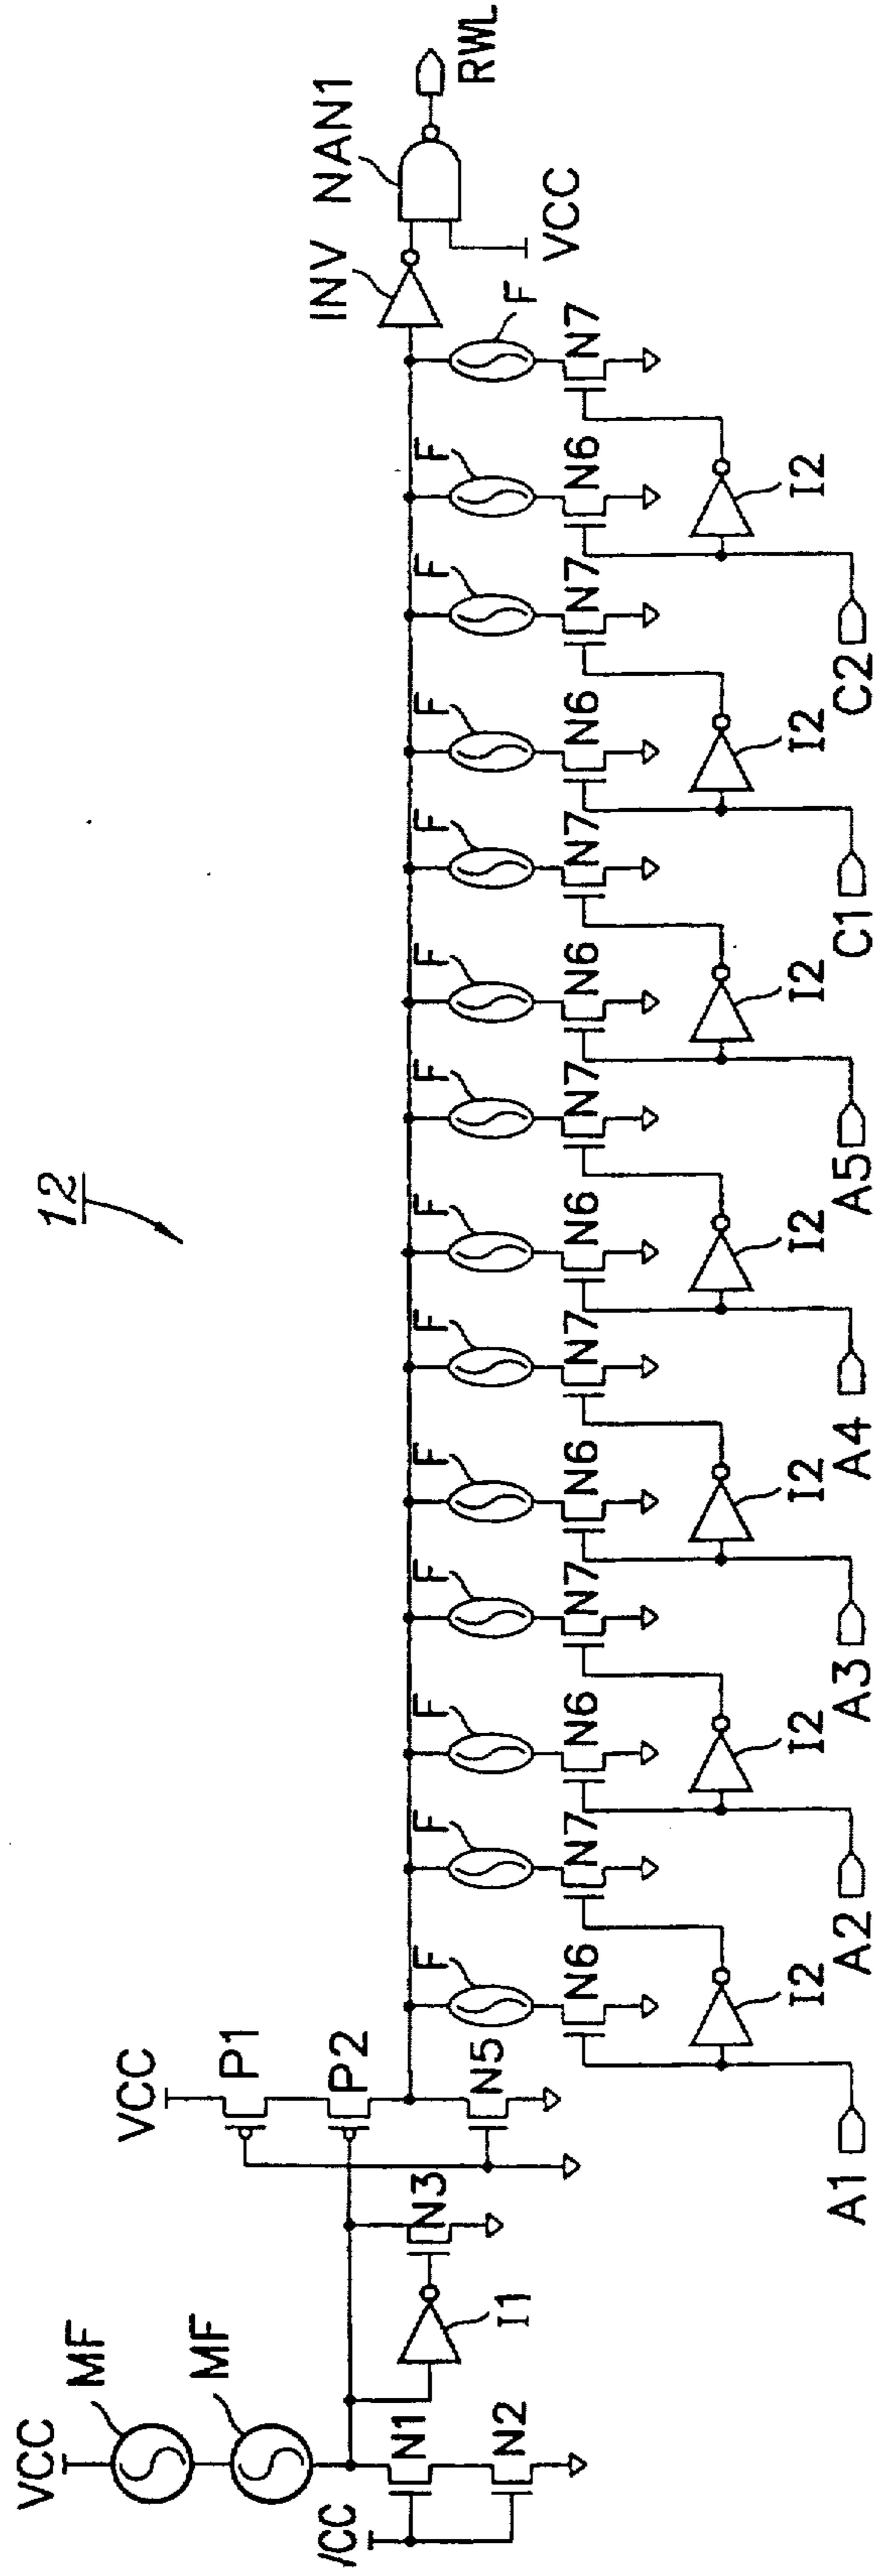 12
VCC
MF
MF
/CC
N1
N2
I1
N3
VCC
P1
P2
N5
F
F
F
F
F
F
F
F
F
F
F
F
F
F
N6
N7
N6
N7
N6
N7
N6
N7
N6
N7
N6
N7
N6
N7
I2
I2
I2
I2
I2
I2
I2
A1
A2
A3
A4
A5
C1
C2
INV
NAN1
VCC
RWL